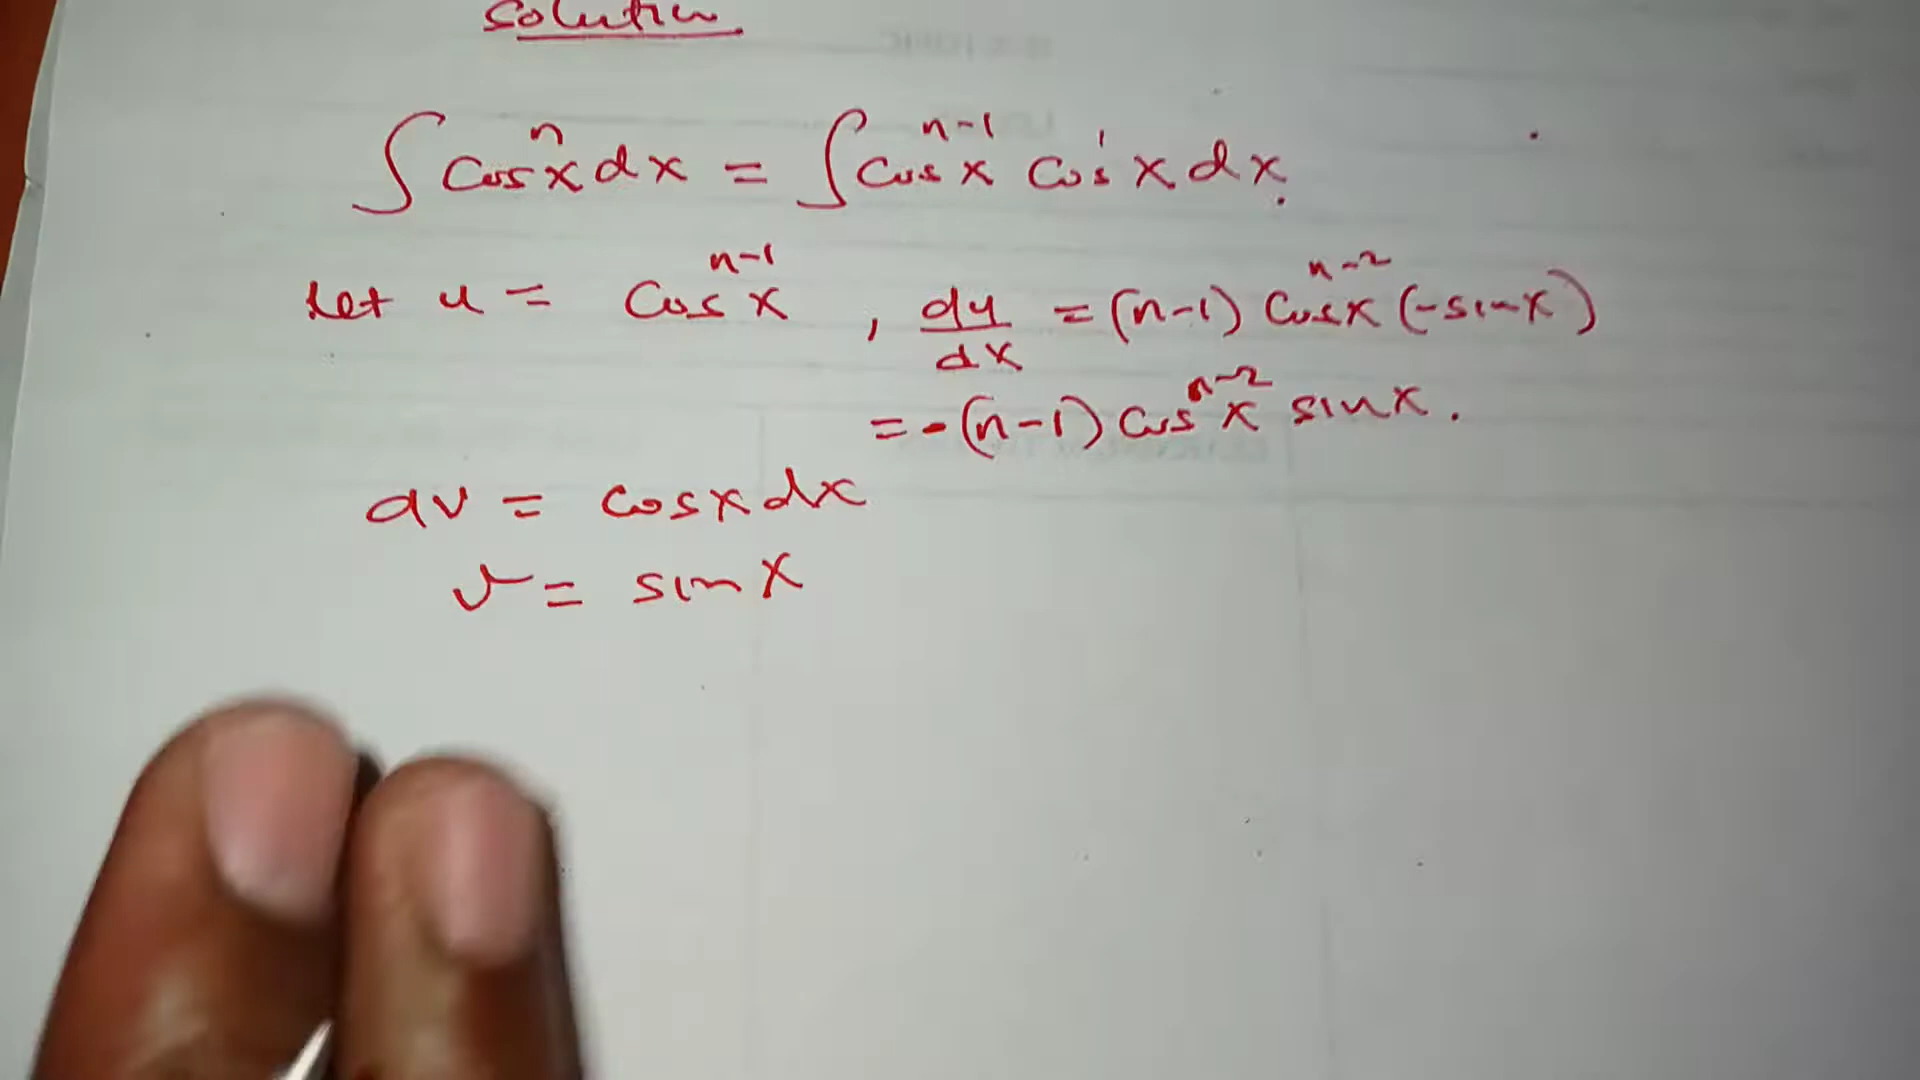 Solution
∫ cosⁿx dx = ∫ cosⁿ⁻¹x cos¹x dx.
Let u = cosⁿ⁻¹x , du/dx = (n-1) cosⁿ⁻²x (-sinx)
= -(n-1) cosⁿ⁻²x sinx.
dv = cosx dx
v = sin x